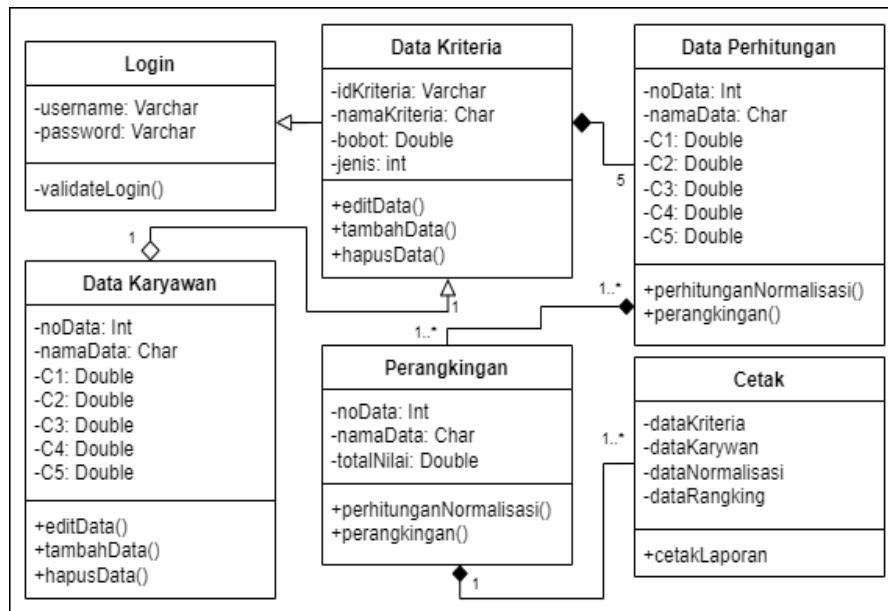 Login
-username: Varchar
-password: Varchar
-validateLogin()
Data Kriteria
-idKriteria: Varchar
-namaKriteria: Char
-bobot: Double
-jenis: int
+editData()
+tambahData()
+hapusData()
Data Perhitungan
-noData: Int
-namaData: Char
-C1: Double
-C2: Double
-C3: Double
-C4: Double
-C5: Double
+perhitunganNormalisasi()
+perangkingan()
5
1
1
1..*
1..*
Data Karyawan
-noData: Int
-namaData: Char
-C1: Double
-C2: Double
-C3: Double
-C4: Double
-C5: Double
+editData()
+tambahData()
+hapusData()
Perangkingan
-noData: Int
-namaData: Char
-totalNilai: Double
+perhitunganNormalisasi()
+perangkingan()
1..*
1
Cetak
-dataKriteria
-dataKarywan
-dataNormalisasi
-dataRangking
+cetakLaporan